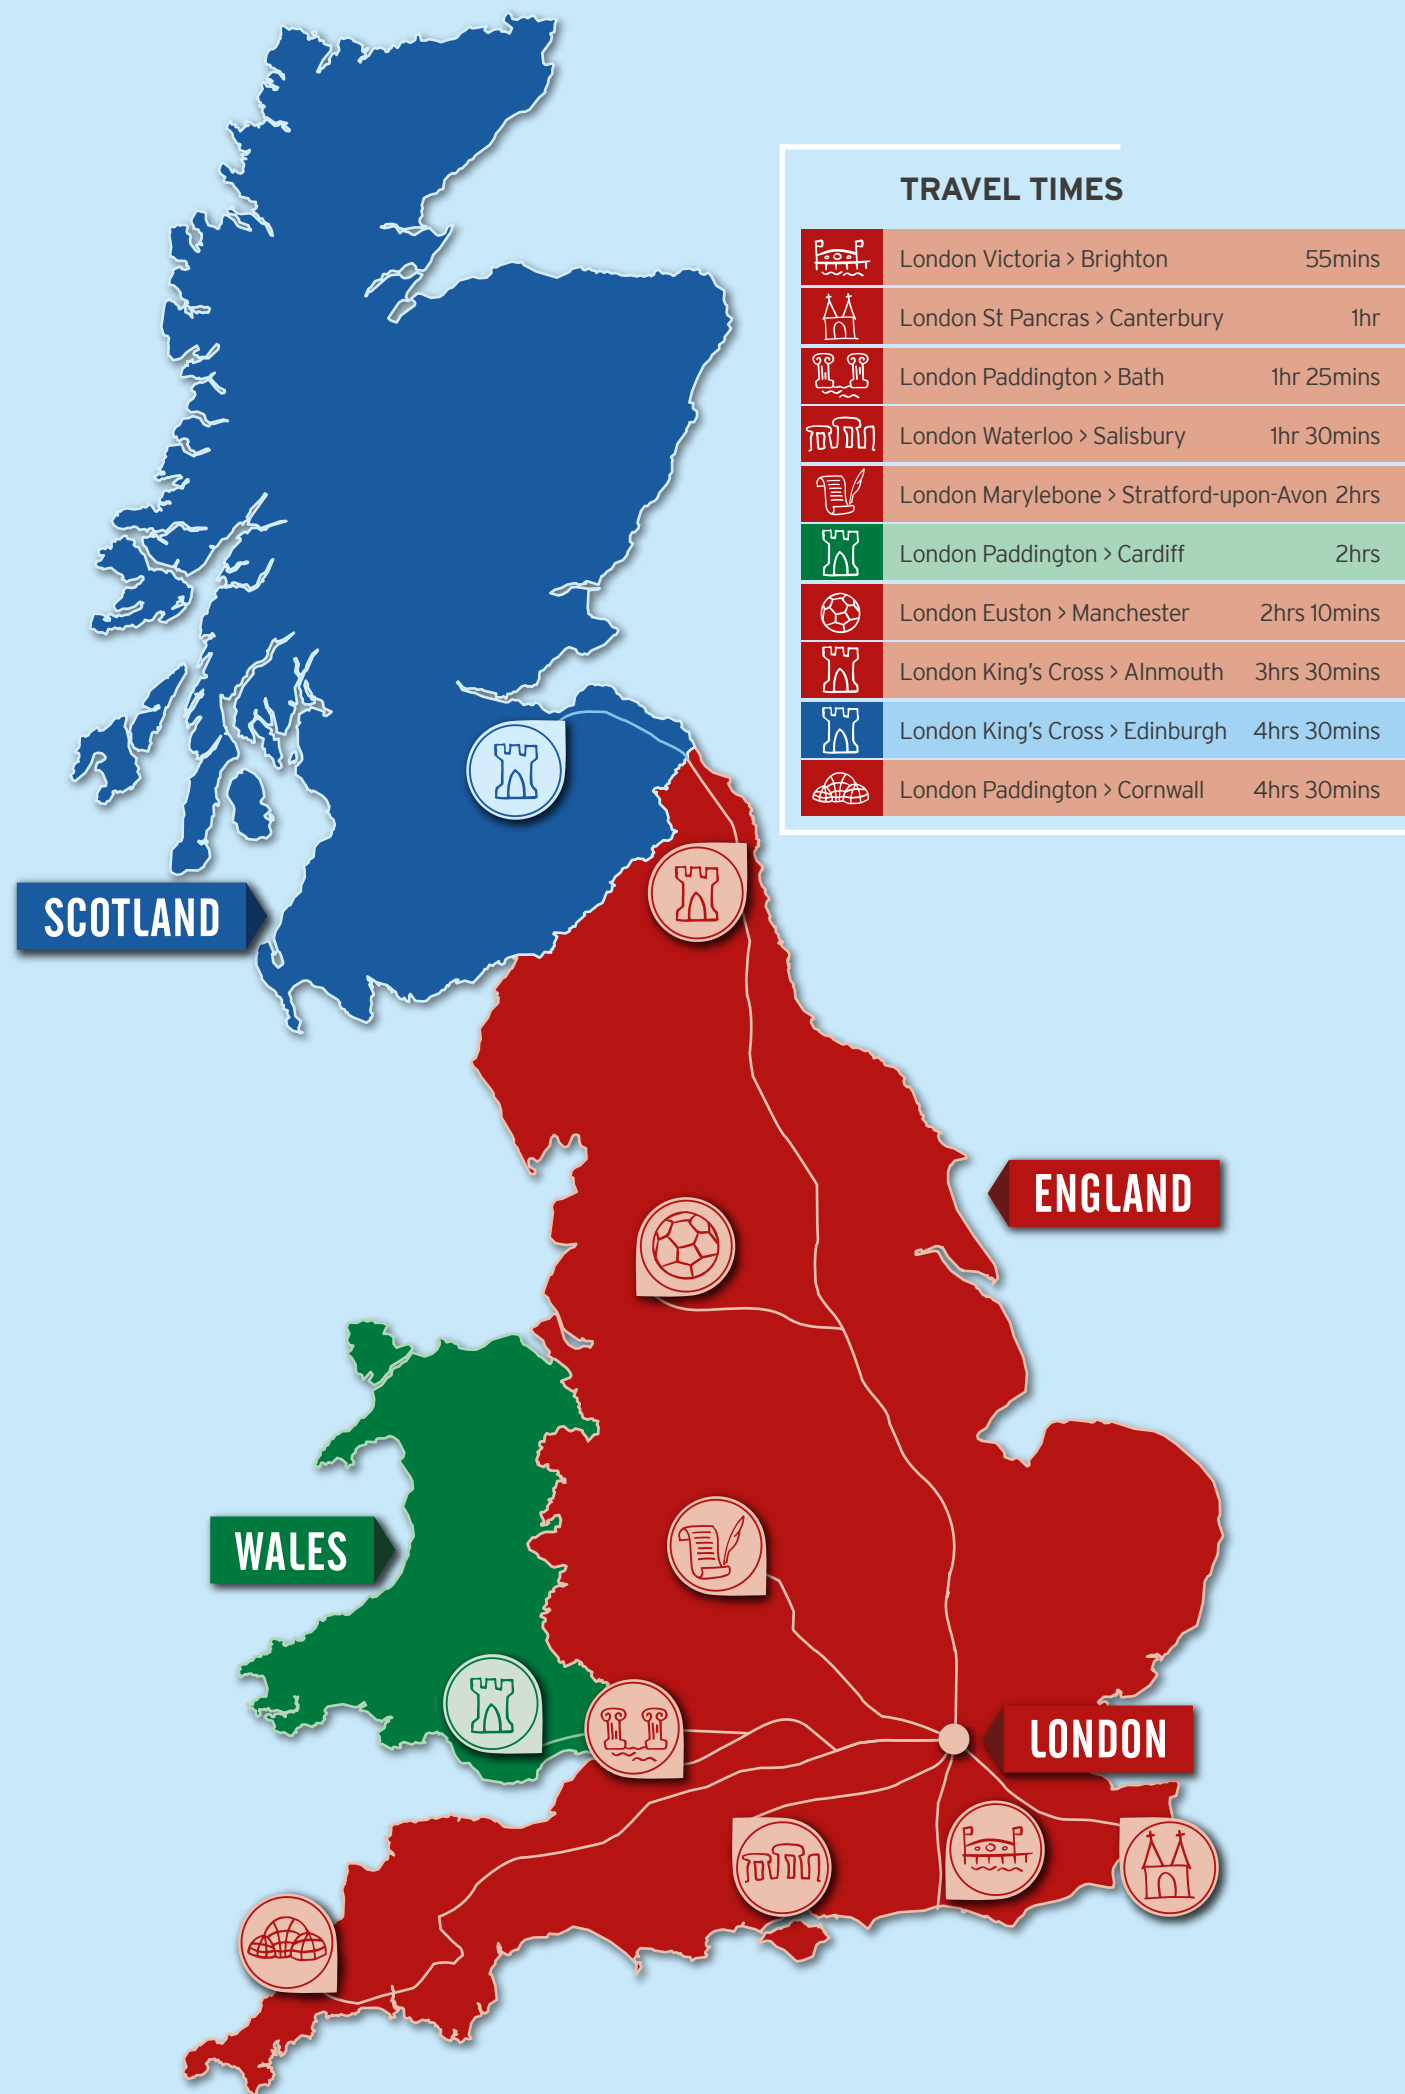 TRAVEL TIMES
London Victoria > Brighton 55mins
London St Pancras > Canterbury 1hr
London Paddington > Bath 1hr 25mins
London Waterloo > Salisbury 1hr 30mins
London Marylebone > Stratford-upon-Avon 2hrs
London Paddington > Cardiff 2hrs
London Euston > Manchester 2hrs 10mins
London King's Cross > Alnmouth 3hrs 30mins
London King's Cross > Edinburgh 4hrs 30mins
London Paddington > Cornwall 4hrs 30mins
SCOTLAND
ENGLAND
WALES
LONDON